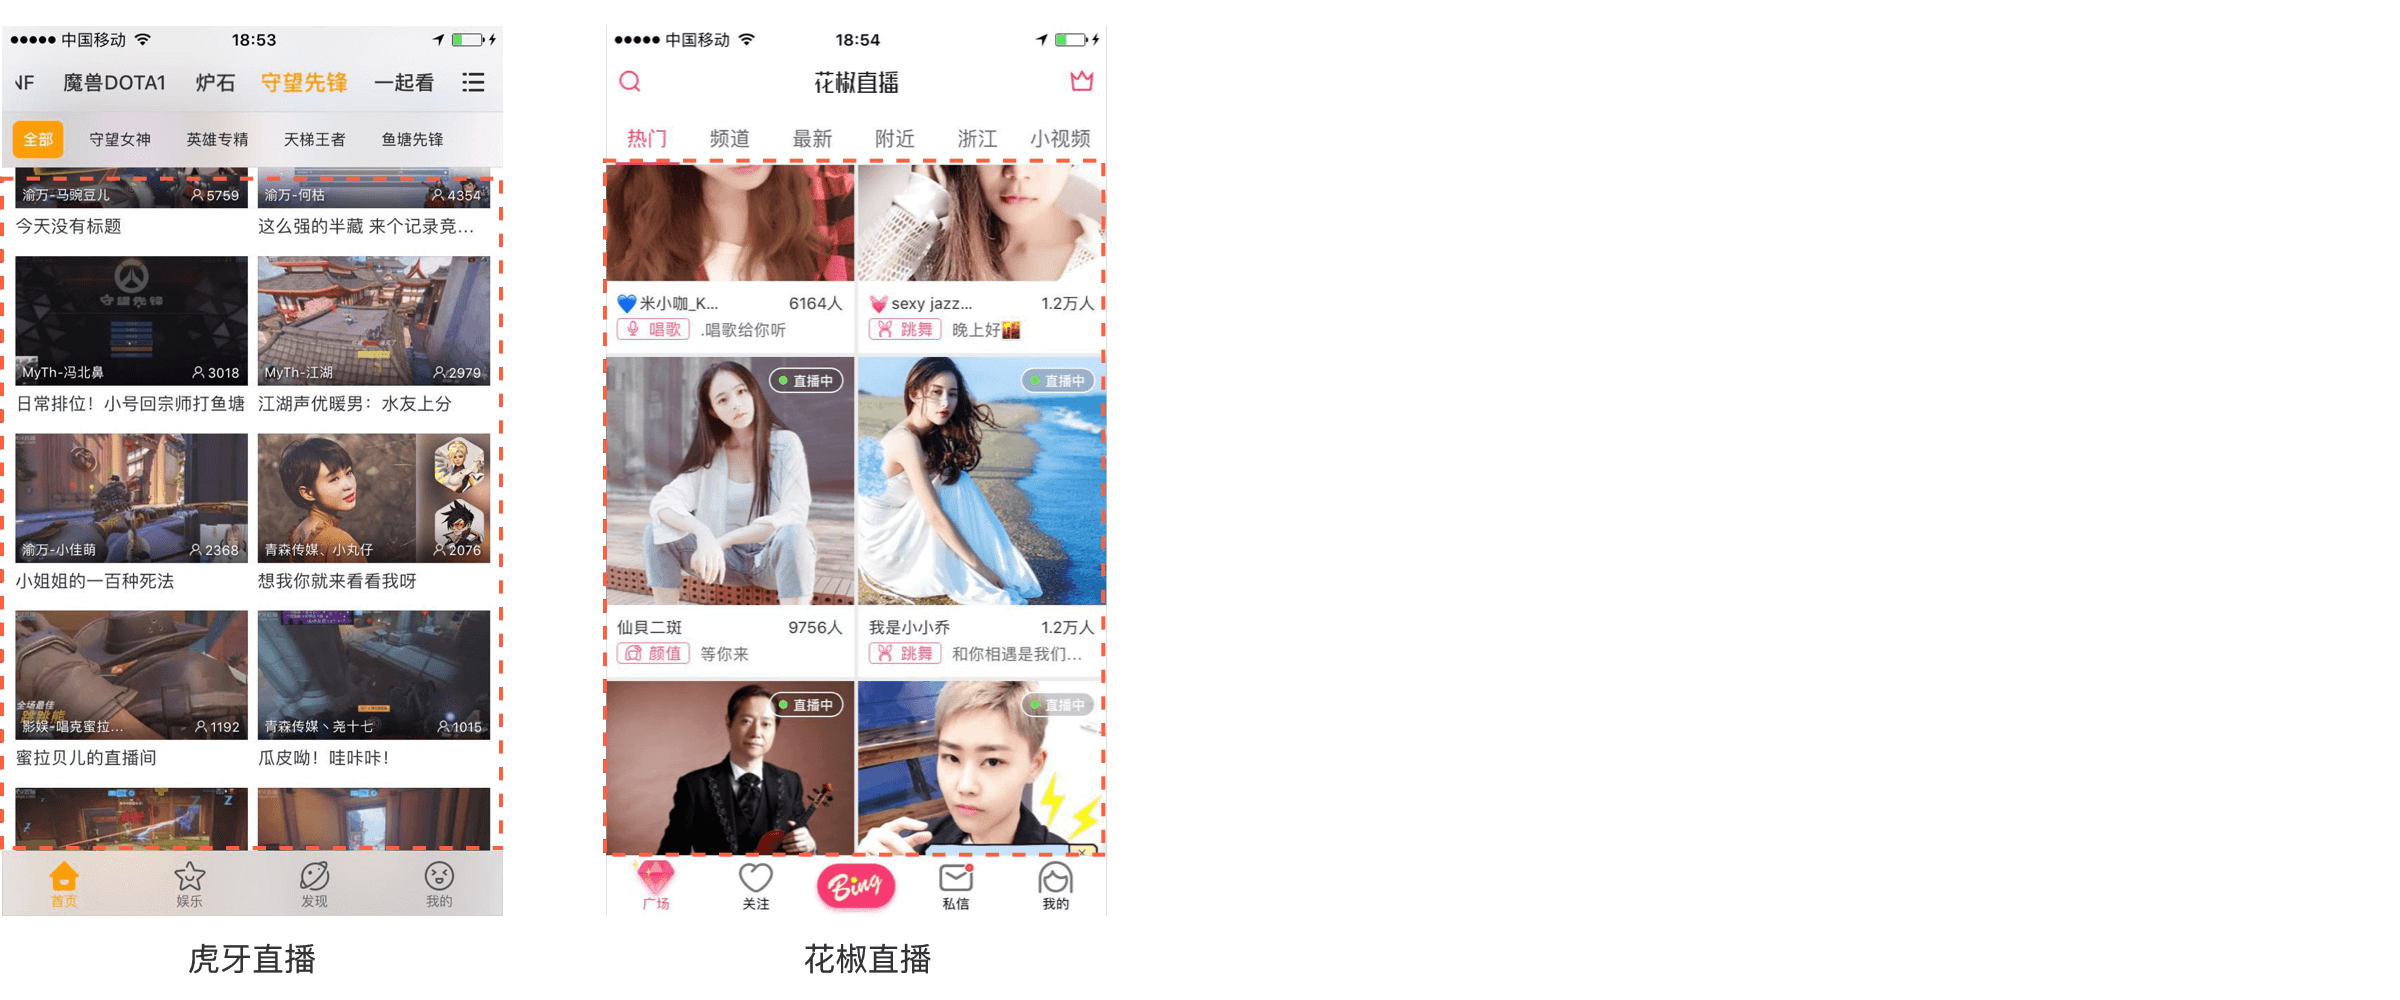 中国移动 18:53
NF 魔兽DOTA1 炉石 守望先锋 一起看
全部 守望女神 英雄专精 天梯王者 鱼塘先锋
渝万-马豌豆儿 5759
渝万-何枯 4354
今天没有标题
这么强的半藏 来个记录竞...
守望先锋
MyTh-冯北鼻 3018
MyTh-江湖 2979
日常排位！小号回宗师打鱼塘
江湖声优暖男：水友上分
渝万-小佳萌 2368
青森传媒、小丸仔 2076
小姐姐的一百种死法
想我你就来看看我呀
全场最佳
影娱-唱克蜜拉... 1192
青森传媒丶尧十七 1015
蜜拉贝儿的直播间
瓜皮呦！哇咔咔！
首页 娱乐 发现 我的
虎牙直播
中国移动 18:54
花椒直播
热门 频道 最新 附近 浙江 小视频
💙米小咖_K... 6164人
唱歌 .唱歌给你听
💓sexy jazz... 1.2万人
跳舞 晚上好🌇
直播中
直播中
仙貝二斑 9756人
颜值 等你来
我是小小乔 1.2万人
跳舞 和你相遇是我们...
直播中
直播中
广场 关注 Bing 私信 我的
花椒直播